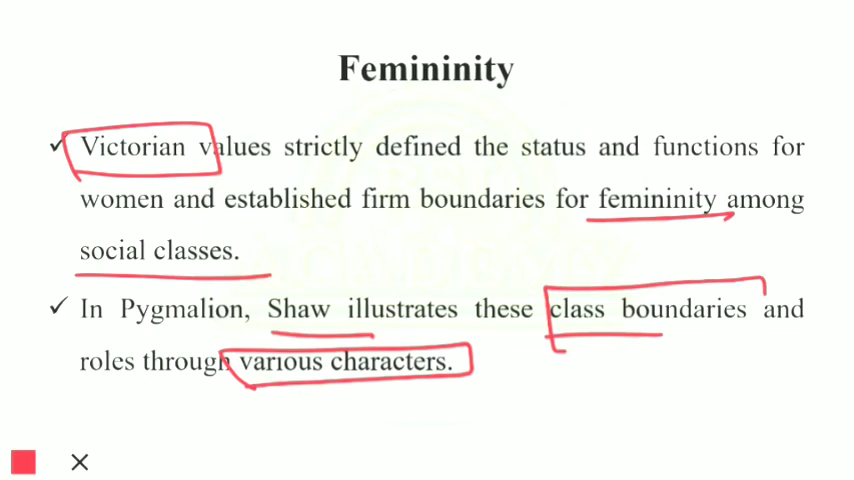 Femininity
✓ Victorian values strictly defined the status and functions for
women and established firm boundaries for femininity among
social classes.
✓ In Pygmalion, Shaw illustrates these class boundaries and
roles through various characters.